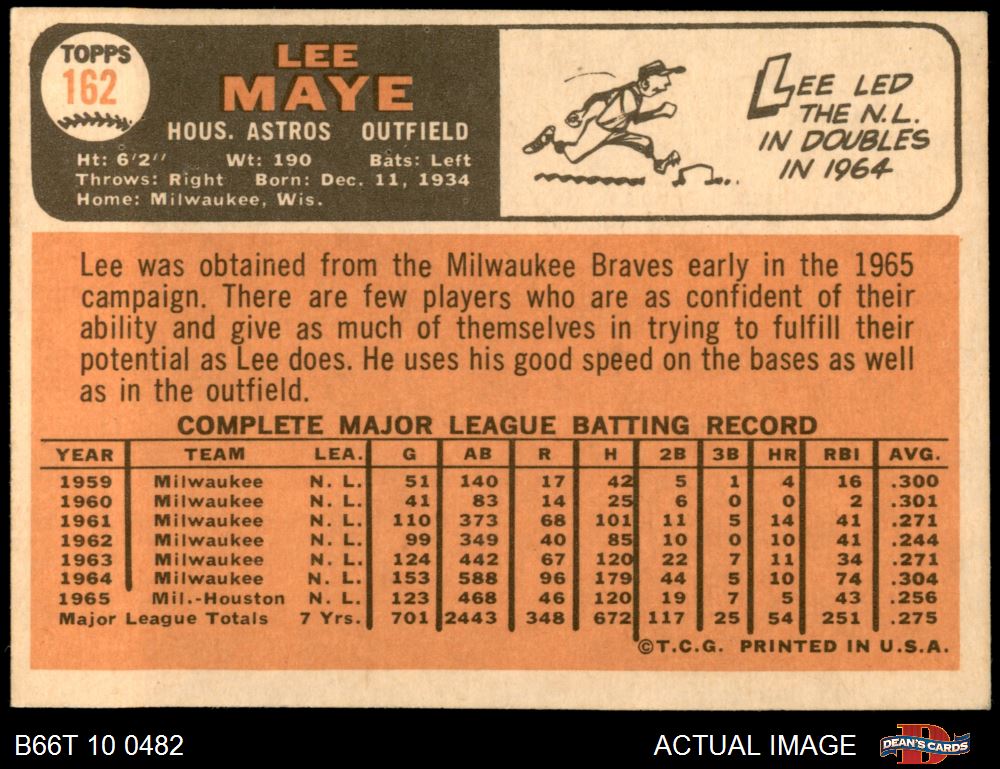 TOPPS
162
LEE
MAYE
HOUS. ASTROS OUTFIELD
Ht: 6'2" Wt: 190 Bats: Left
Throws: Right Born: Dec. 11, 1934
Home: Milwaukee, Wis.
LEE LED
THE N.L.
IN DOUBLES
IN 1964
Lee was obtained from the Milwaukee Braves early in the 1965
campaign. There are few players who are as confident of their
ability and give as much of themselves in trying to fulfill their
potential as Lee does. He uses his good speed on the bases as well
as in the outfield.
COMPLETE MAJOR LEAGUE BATTING RECORD
YEAR TEAM LEA. G AB R H 2B 3B HR RBI AVG.
1959 Milwaukee N. L. 51 140 17 42 5 1 4 16 .300
1960 Milwaukee N. L. 41 83 14 25 6 0 0 2 .301
1961 Milwaukee N. L. 110 373 68 101 11 5 14 41 .271
1962 Milwaukee N. L. 99 349 40 85 10 0 10 41 .244
1963 Milwaukee N. L. 124 442 67 120 22 7 11 34 .271
1964 Milwaukee N. L. 153 588 96 179 44 5 10 74 .304
1965 Mil.-Houston N. L. 123 468 46 120 19 7 5 43 .256
Major League Totals 7 Yrs. 701 2443 348 672 117 25 54 251 .275
©T.C.G. PRINTED IN U.S.A.
B66T 10 0482
ACTUAL IMAGE
B
DEAN'S CARDS